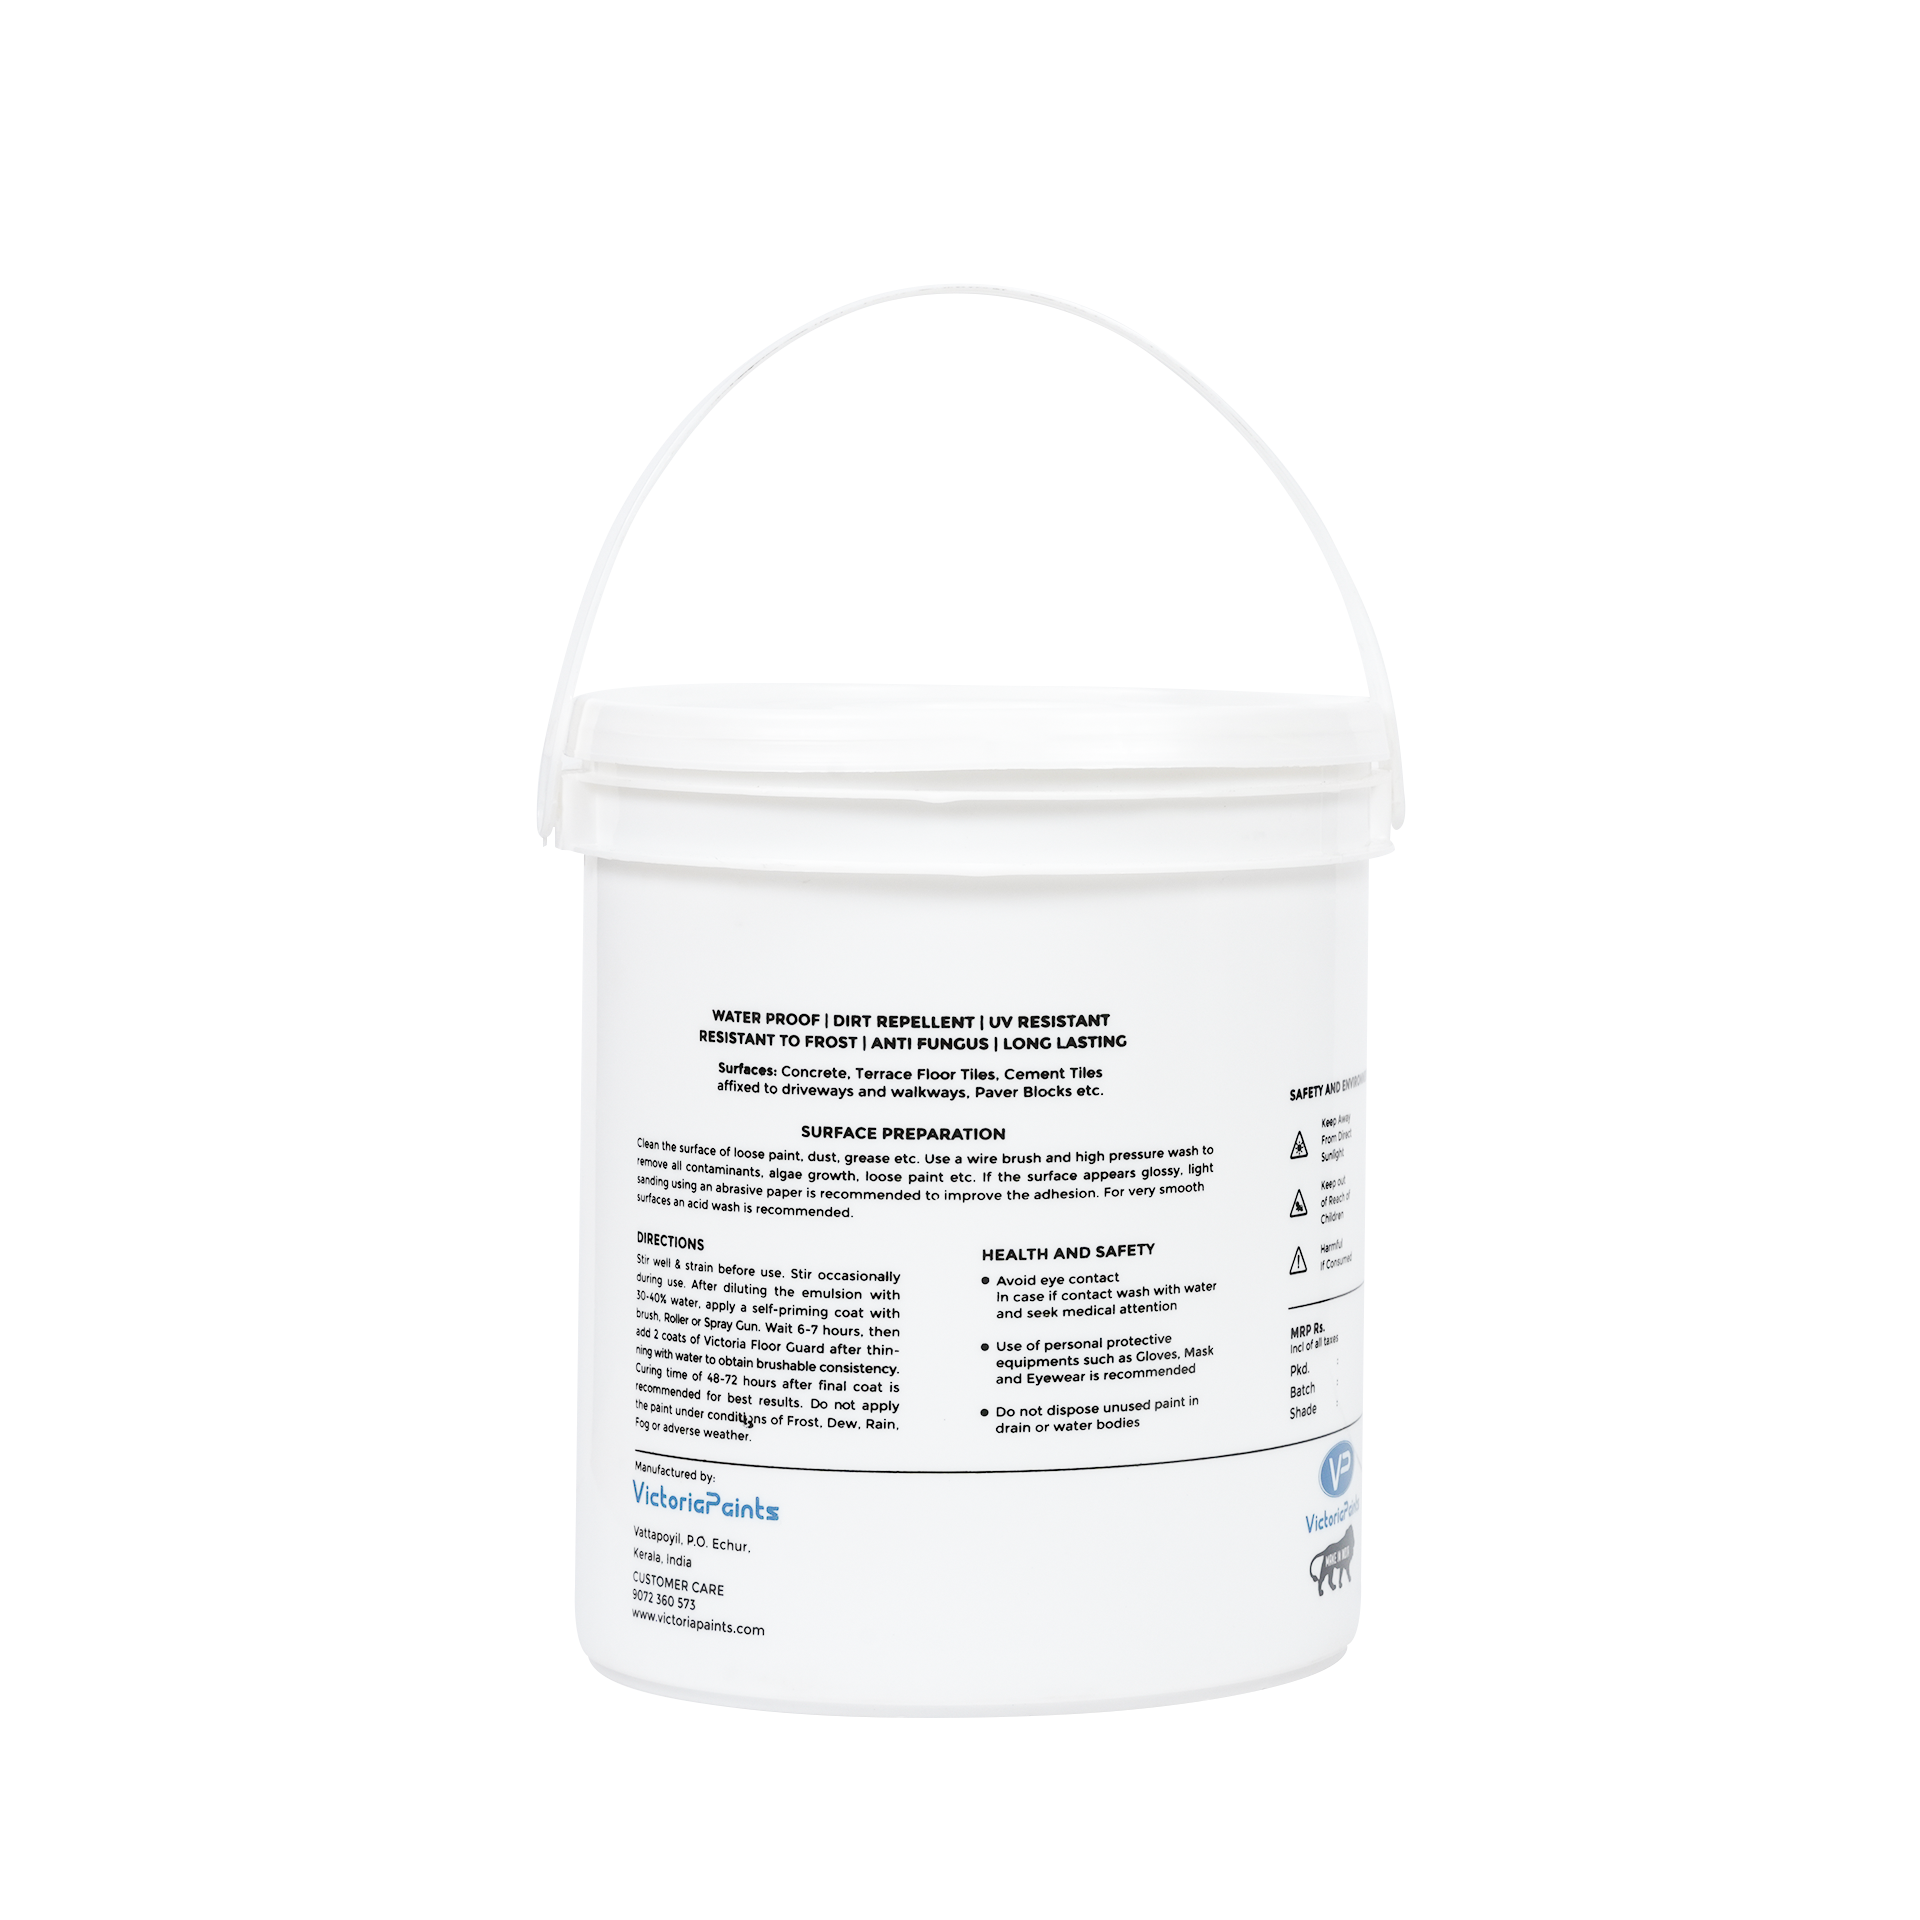 WATER PROOF | DIRT REPELLENT | UV RESISTANT
RESISTANT TO FROST | ANTI FUNGUS | LONG LASTING
Surfaces: Concrete, Terrace Floor Tiles, Cement Tiles
affixed to driveways and walkways, Paver Blocks etc.
SURFACE PREPARATION
Clean the surface of loose paint, dust, grease etc. Use a wire brush and high pressure wash to
remove all contaminants, algae growth, loose paint etc. If the surface appears glossy, light
sanding using an abrasive paper is recommended to improve the adhesion. For very smooth
surfaces an acid wash is recommended.
DIRECTIONS
Stir well & strain before use. Stir occasionally
during use. After diluting the emulsion with
30-40% water, apply a self-priming coat with
brush, Roller or Spray Gun. Wait 6-7 hours, then
add 2 coats of Victoria Floor Guard after thin-
ning with water to obtain brushable consistency.
Curing time of 48-72 hours after final coat is
recommended for best results. Do not apply
the paint under conditions of Frost, Dew, Rain,
Fog or adverse weather.
HEALTH AND SAFETY
● Avoid eye contact
In case if contact wash with water
and seek medical attention
● Use of personal protective
equipments such as Gloves, Mask
and Eyewear is recommended
● Do not dispose unused paint in
drain or water bodies
Manufactured by:
VictoriaPaints
Vattapoyil, P.O. Echur,
Kerala, India
CUSTOMER CARE
9072 360 573
www.victoriapaints.com
SAFETY AND
Keep Away
From Direct
Sunlight
Keep out
of Reach of
Children
Harmful
If Consumed
MRP Rs.
Incl of all taxes
Pkd. :
Batch :
Shade :
VP
VictoriaPaints
MAKE IN INDIA